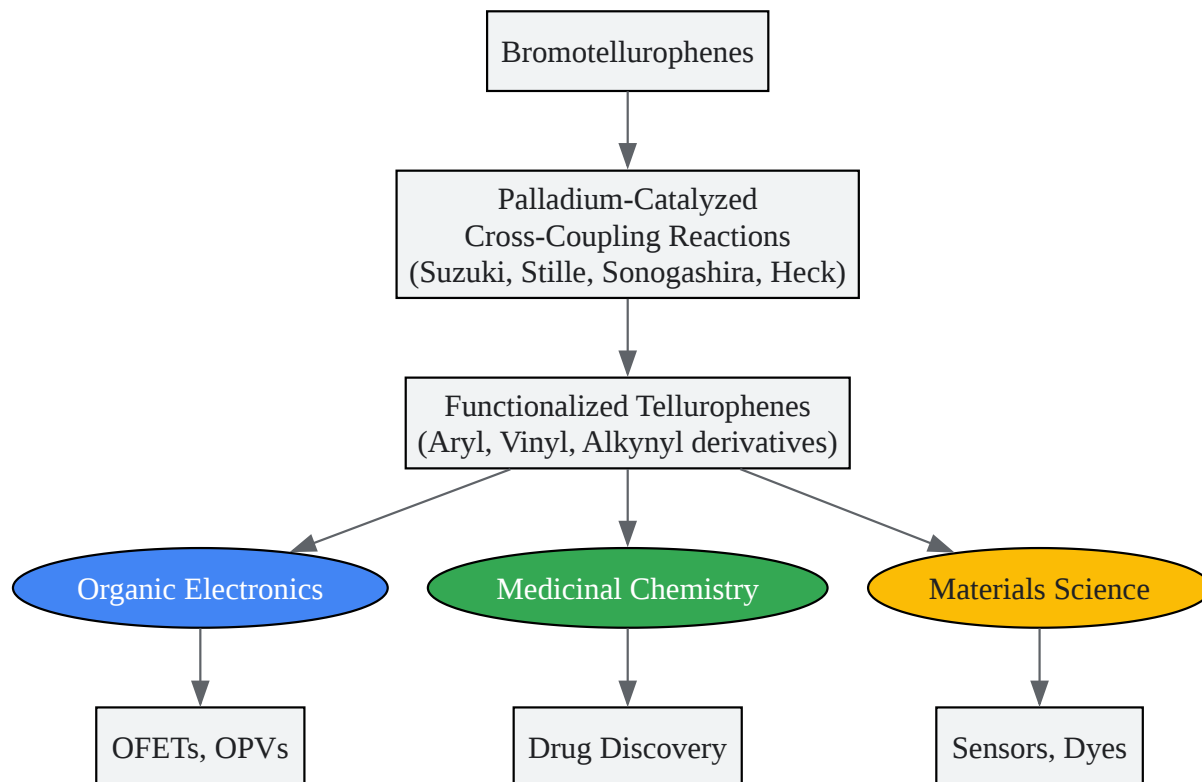 Bromotellurophenes
Palladium-Catalyzed
Cross-Coupling Reactions
(Suzuki, Stille, Sonogashira, Heck)
Functionalized Tellurophenes
(Aryl, Vinyl, Alkynyl derivatives)
Organic Electronics
Medicinal Chemistry
Materials Science
OFETs, OPVs
Drug Discovery
Sensors, Dyes